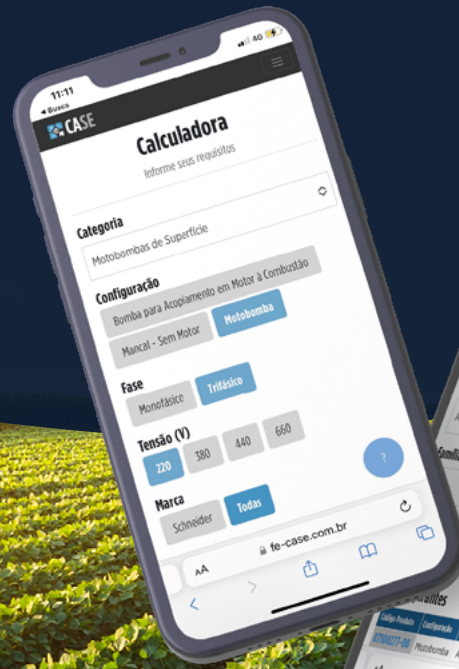 11:11
4G
Busca
CASE
Calculadora
Informe seus requisitos
Categoria
Motobombas de Superfície
Configuração
Bomba para Acoplamento em Motor à Combustão
Mancal - Sem Motor
Motobomba
Fase
Monofásico
Trifásico
Tensão (V)
220
380
440
660
Marca
Schneider
Todas
?
AA
fe-case.com.br
Código Produto
Configuração
Motobomba